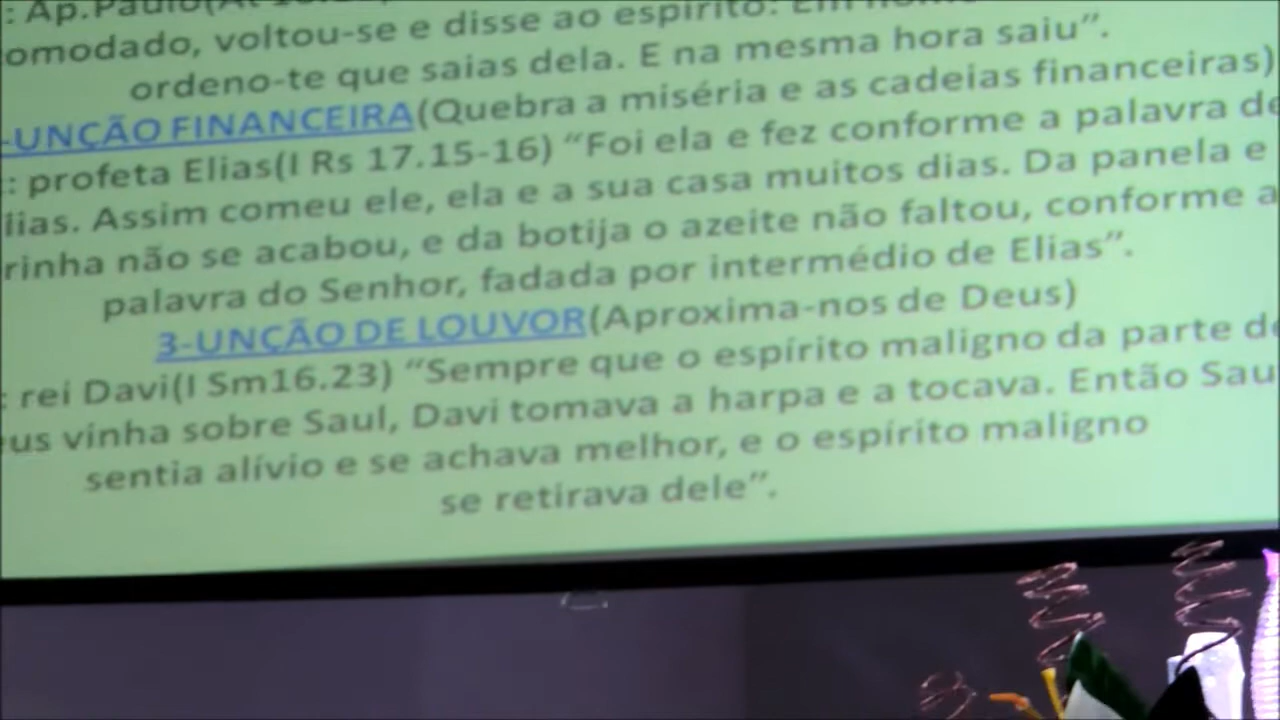 : Ap.Paulo(At
omodado, voltou-se e disse ao espírito: Em nome
ordeno-te que saias dela. E na mesma hora saiu”.
-UNÇÃO FINANCEIRA(Quebra a miséria e as cadeias financeiras)
: profeta Elias(I Rs 17.15-16) “Foi ela e fez conforme a palavra de
lias. Assim comeu ele, ela e a sua casa muitos dias. Da panela e
rinha não se acabou, e da botija o azeite não faltou, conforme a
palavra do Senhor, fadada por intermédio de Elias”.
3-UNÇÃO DE LOUVOR(Aproxima-nos de Deus)
: rei Davi(I Sm16.23) “Sempre que o espírito maligno da parte de
eus vinha sobre Saul, Davi tomava a harpa e a tocava. Então Sau
sentia alívio e se achava melhor, e o espírito maligno
se retirava dele”.